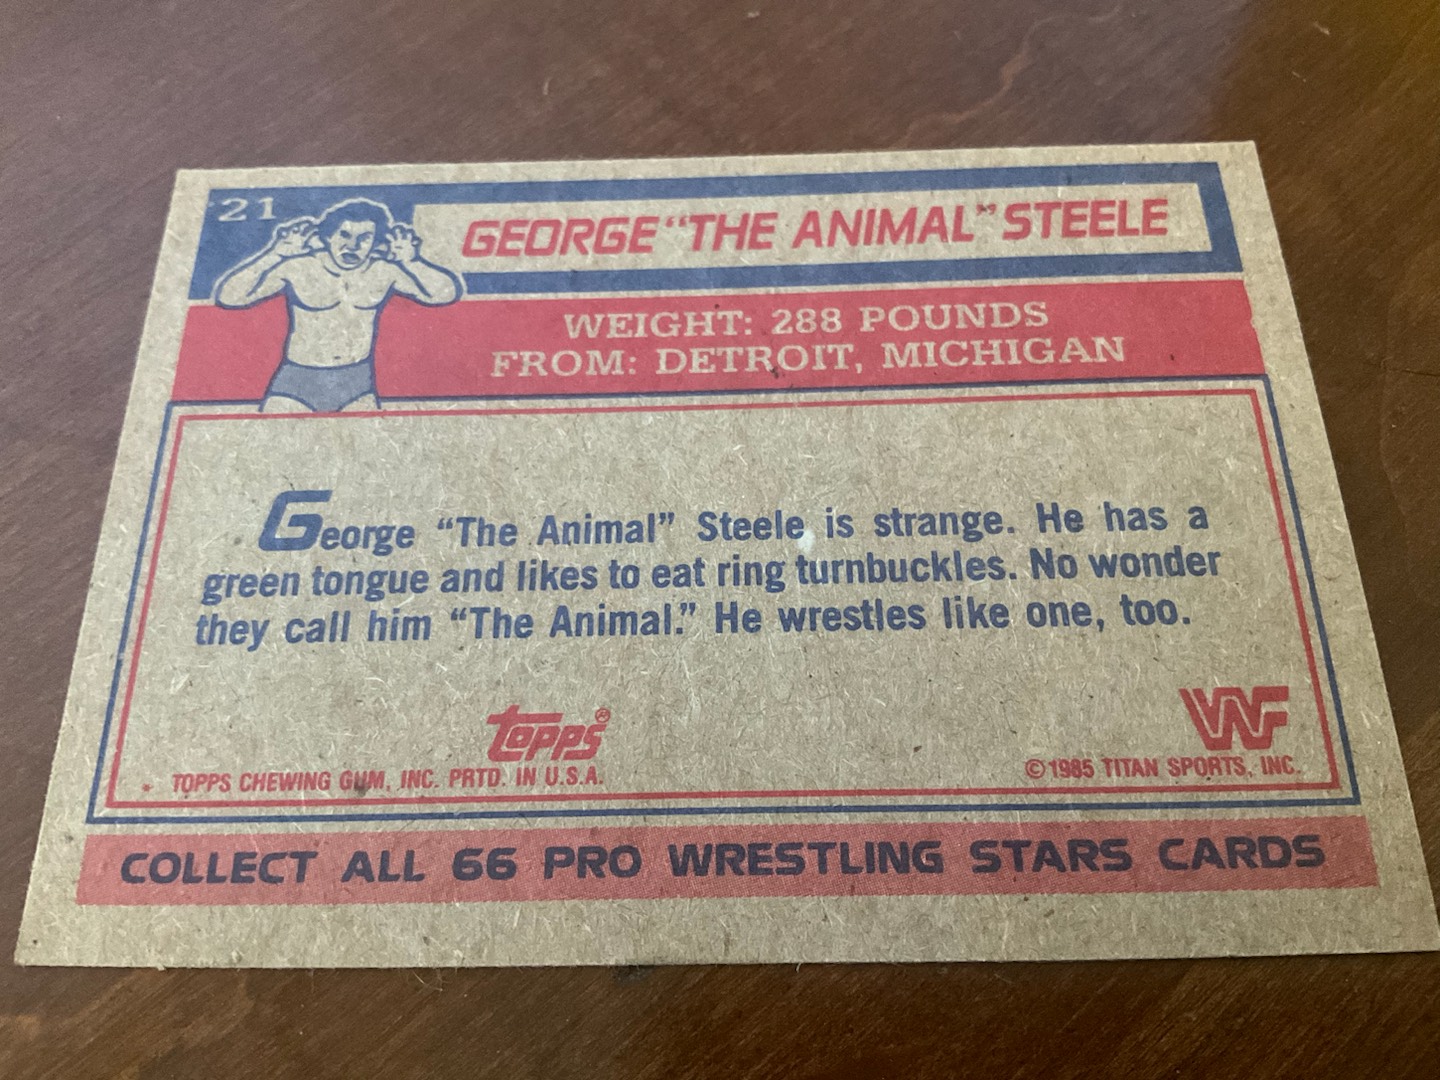 21
GEORGE "THE ANIMAL" STEELE
WEIGHT: 288 POUNDS
FROM: DETROIT, MICHIGAN
George “The Animal” Steele is strange. He has a
green tongue and likes to eat ring turnbuckles. No wonder
they call him “The Animal.” He wrestles like one, too.
topps®
WF
TOPPS CHEWING GUM, INC. PRTD. IN U.S.A.
©1985 TITAN SPORTS, INC.
COLLECT ALL 66 PRO WRESTLING STARS CARDS